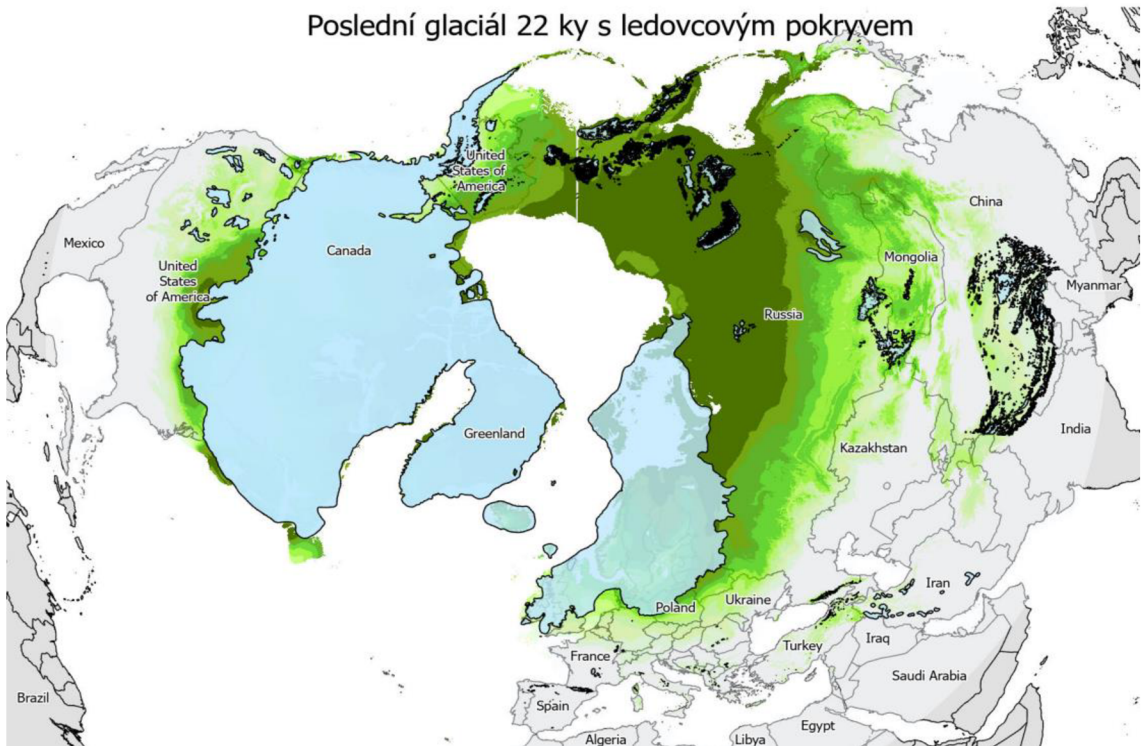 Poslední glaciál 22 ky s ledovcovým pokryvem
United
States of
America
China
Mexico
Canada
Mongolia
United
States
of America
Myanmar
Russia
Greenland
India
Kazakhstan
Iran
Poland
Ukraine
Turkey
Iraq
France
Saudi Arabia
Brazil
Spain
Egypt
Algeria
Libya